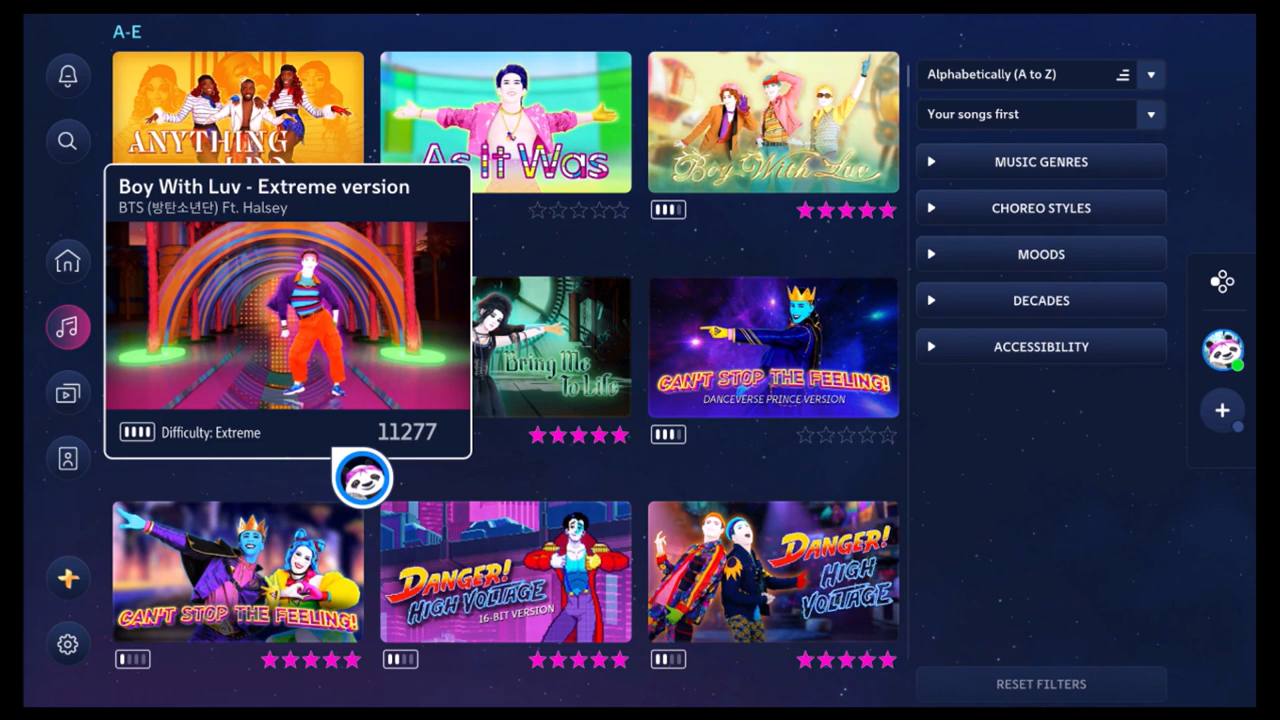 A-E
ANYTHING
As It Was
Boy With Luv
Boy With Luv - Extreme version
BTS (방탄소년단) Ft. Halsey
Difficulty: Extreme
11277
Bring Me
To Life
CAN'T STOP THE FEELING!
DANCEVERSE PRINCE VERSION
CAN'T STOP THE FEELING!
DANGER!
HIGH VOLTAGE
16-BIT VERSION
DANGER!
HIGH
VOLTAGE
Alphabetically (A to Z)
Your songs first
MUSIC GENRES
CHOREO STYLES
MOODS
DECADES
ACCESSIBILITY
RESET FILTERS